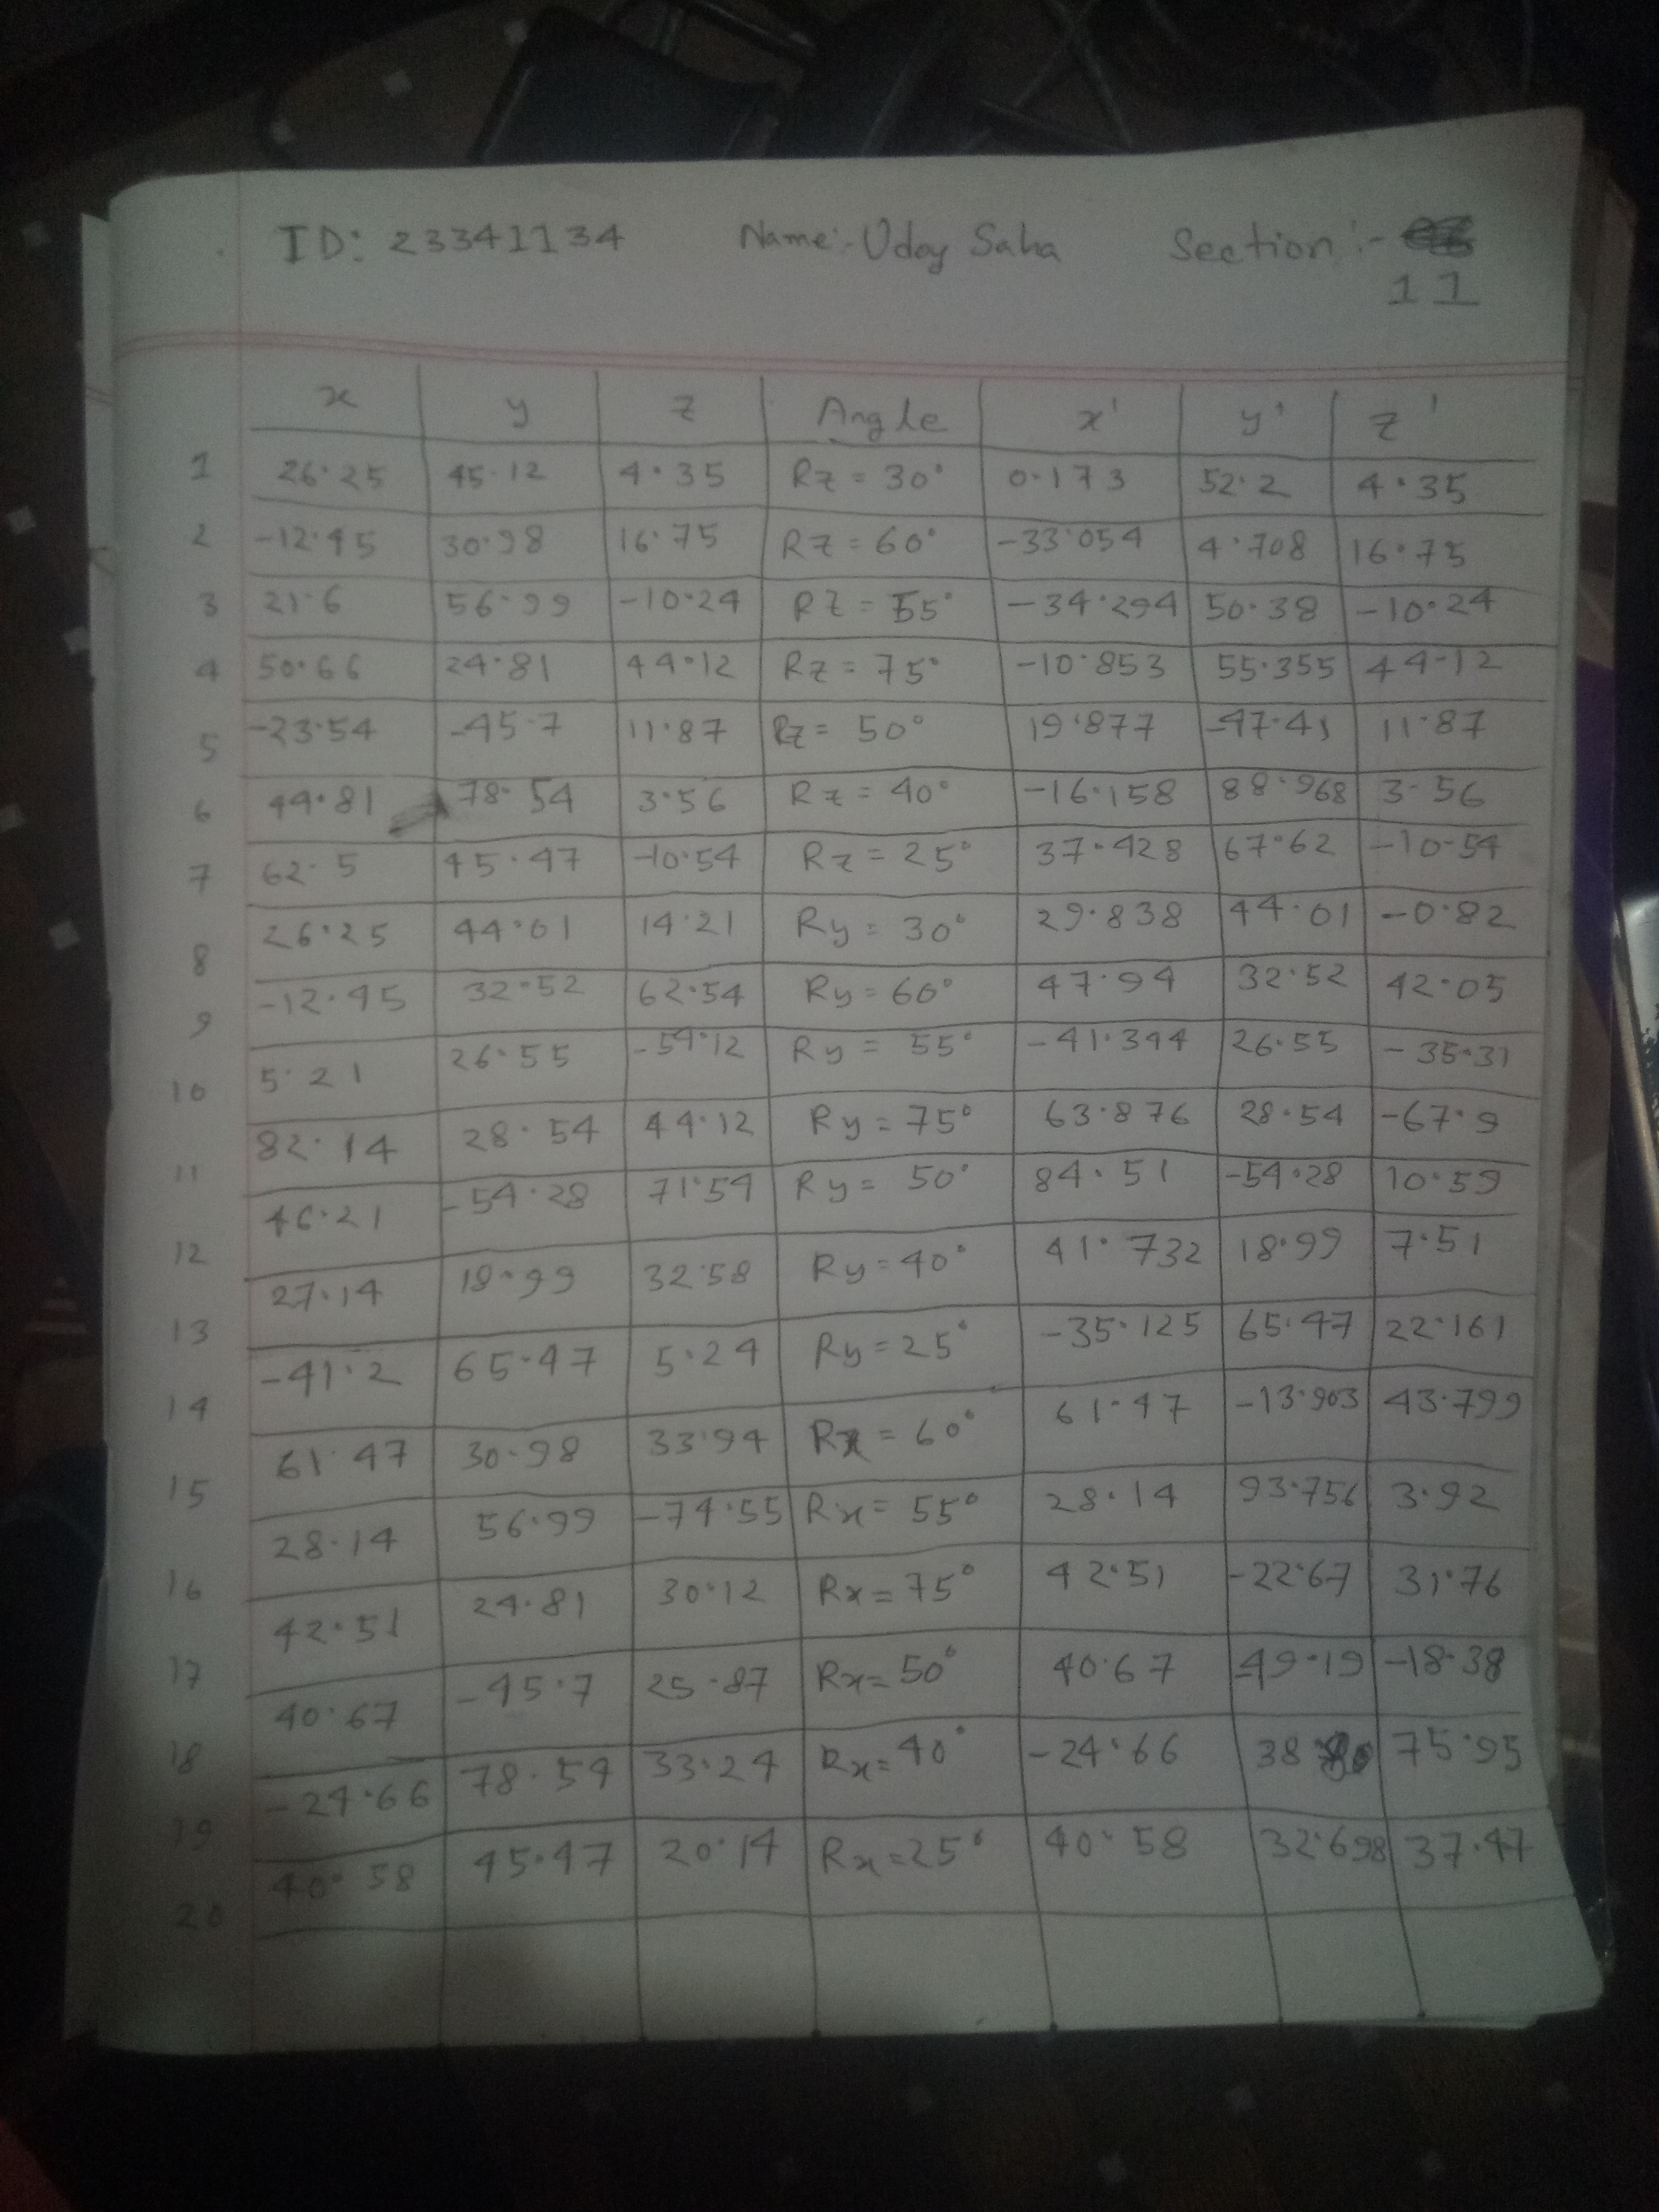 ID: 23341134 Name:- Uday Saha Section:-
11
x y z Angle x' y' z'
1 26.25 45.12 4.35 Rz = 30° 0.173 52.2 4.35
2 -12.45 30.98 16.75 Rz = 60° -33.054 4.708 16.75
3 21.6 56.99 -10.24 Rz = 55° -34.294 50.38 -10.24
4 50.66 24.81 44.12 Rz = 75° -10.853 55.355 44.12
5 -23.54 -45.7 11.87 Rz = 50° 19.877 -47.41 11.87
6 44.81 78.54 3.56 Rz = 40° -16.158 88.968 3.56
7 62.5 45.47 -10.54 Rz = 25° 37.428 67.62 -10.54
8 26.25 44.01 14.21 Ry = 30° 29.838 44.01 -0.82
9 -12.45 32.52 62.54 Ry = 60° 47.94 32.52 42.05
10 5.21 26.55 -54.12 Ry = 55° -41.344 26.55 -35.31
11 82.14 28.54 44.12 Ry = 75° 63.876 28.54 -67.9
12 46.21 -54.28 71.54 Ry = 50° 84.51 -54.28 10.59
13 27.14 18.99 32.58 Ry = 40° 41.732 18.99 7.51
14 -41.2 65.47 5.24 Ry = 25° -35.125 65.47 22.161
15 61.47 30.98 33.94 Rx = 60° 61.47 -13.903 43.799
16 28.14 56.99 -74.55 Rx = 55° 28.14 93.756 3.92
17 42.51 24.81 30.12 Rx = 75° 42.51 -22.67 31.76
18 40.67 -45.7 25.87 Rx = 50° 40.67 -49.19 -18.38
19 -24.66 78.54 33.24 Rx = 40° -24.66 38 75.95
20 40.58 45.47 20.14 Rx = 25° 40.58 32.698 37.47